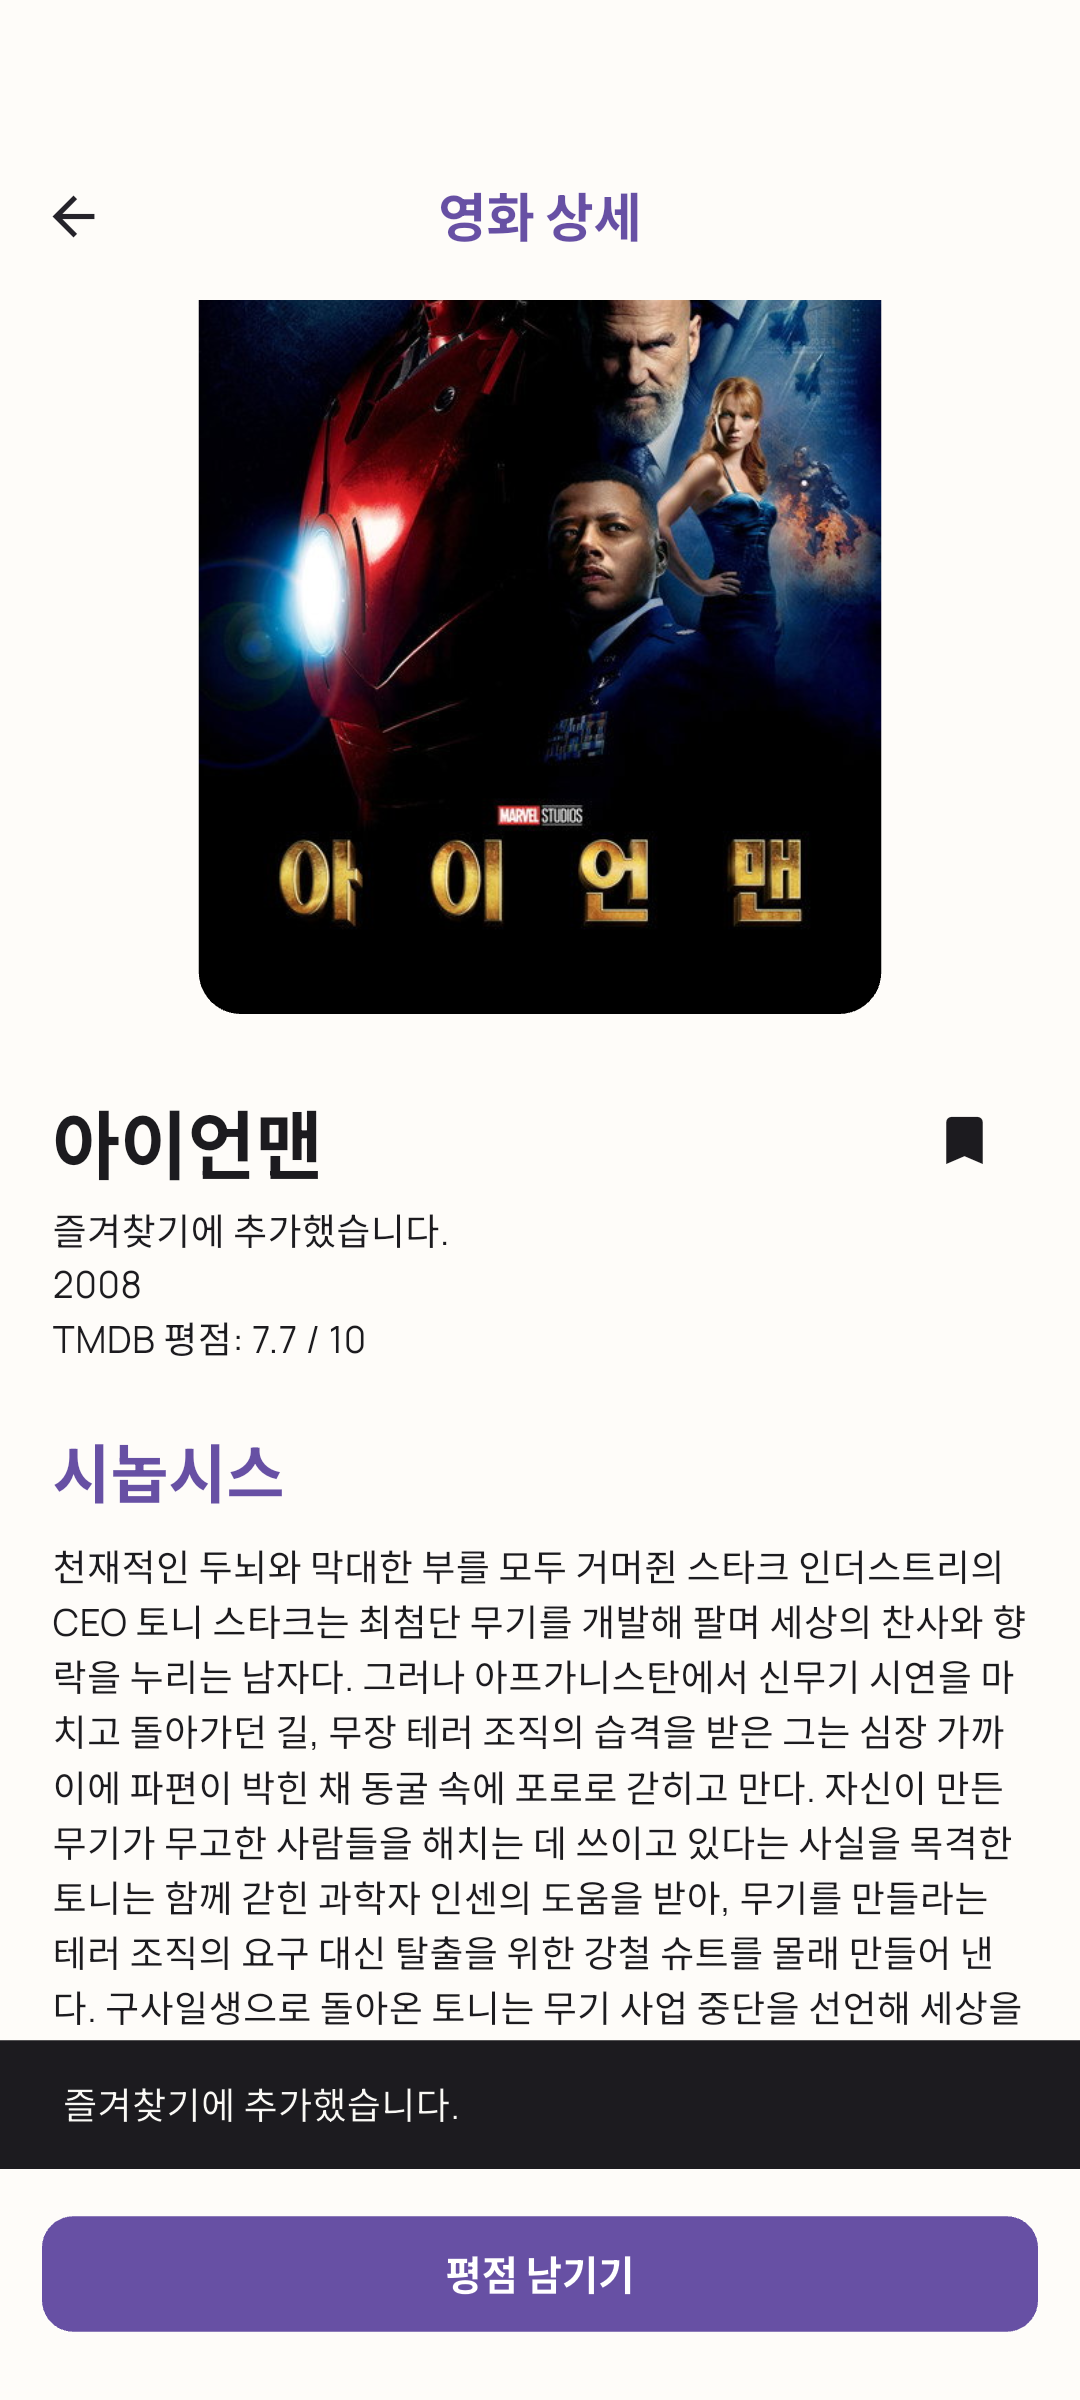 영화 상세
MARVEL STUDIOS
아이언맨
아이언맨
즐겨찾기에 추가했습니다.
2008
TMDB 평점: 7.7 / 10
시놉시스
천재적인 두뇌와 막대한 부를 모두 거머쥔 스타크 인더스트리의
CEO 토니 스타크는 최첨단 무기를 개발해 팔며 세상의 찬사와 향
락을 누리는 남자다. 그러나 아프가니스탄에서 신무기 시연을 마
치고 돌아가던 길, 무장 테러 조직의 습격을 받은 그는 심장 가까
이에 파편이 박힌 채 동굴 속에 포로로 갇히고 만다. 자신이 만든
무기가 무고한 사람들을 해치는 데 쓰이고 있다는 사실을 목격한
토니는 함께 갇힌 과학자 인센의 도움을 받아, 무기를 만들라는
테러 조직의 요구 대신 탈출을 위한 강철 슈트를 몰래 만들어 낸
다. 구사일생으로 돌아온 토니는 무기 사업 중단을 선언해 세상을
즐겨찾기에 추가했습니다.
평점 남기기